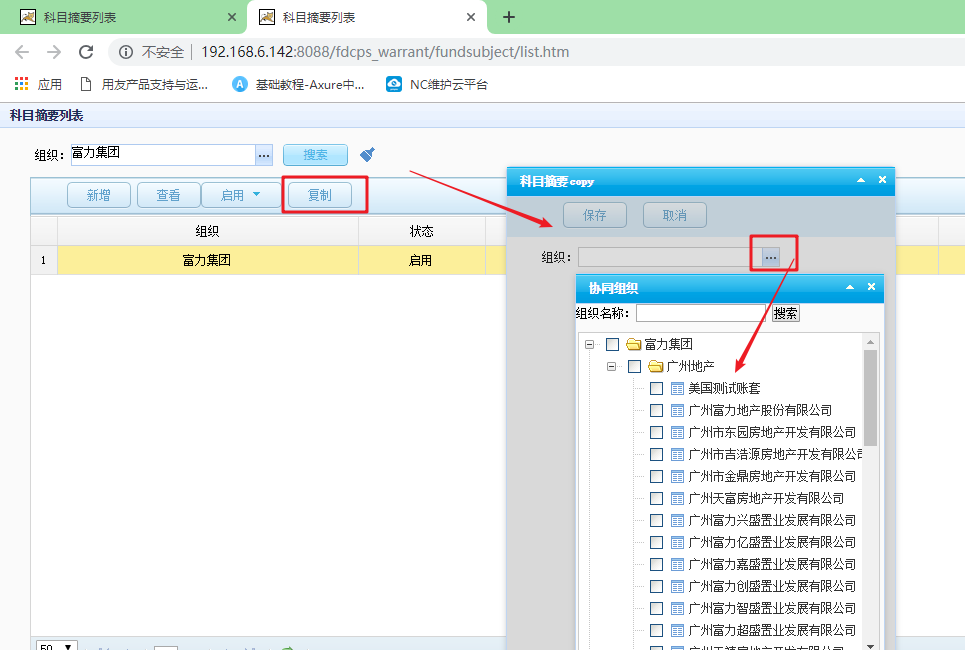 科目摘要列表
科目摘要列表
不安全 192.168.6.142:8088/fdcps_warrant/fundsubject/list.htm
应用 用友产品支持与运... 基础教程-Axure中... NC维护云平台
科目摘要列表
组织: 富力集团 ... 搜索
新增 查看 启用 复制
组织 状态
1 富力集团 启用
科目摘要copy
保存 取消
组织: ...
协同组织
组织名称: 搜索
富力集团
广州地产
美国测试账套
广州富力地产股份有限公司
广州市东园房地产开发有限公司
广州市吉浩源房地产开发有限公司
广州市金鼎房地产开发有限公司
广州天富房地产开发有限公司
广州富力兴盛置业发展有限公司
广州富力亿盛置业发展有限公司
广州富力嘉盛置业发展有限公司
广州富力创盛置业发展有限公司
广州富力智盛置业发展有限公司
广州富力超盛置业发展有限公司
50